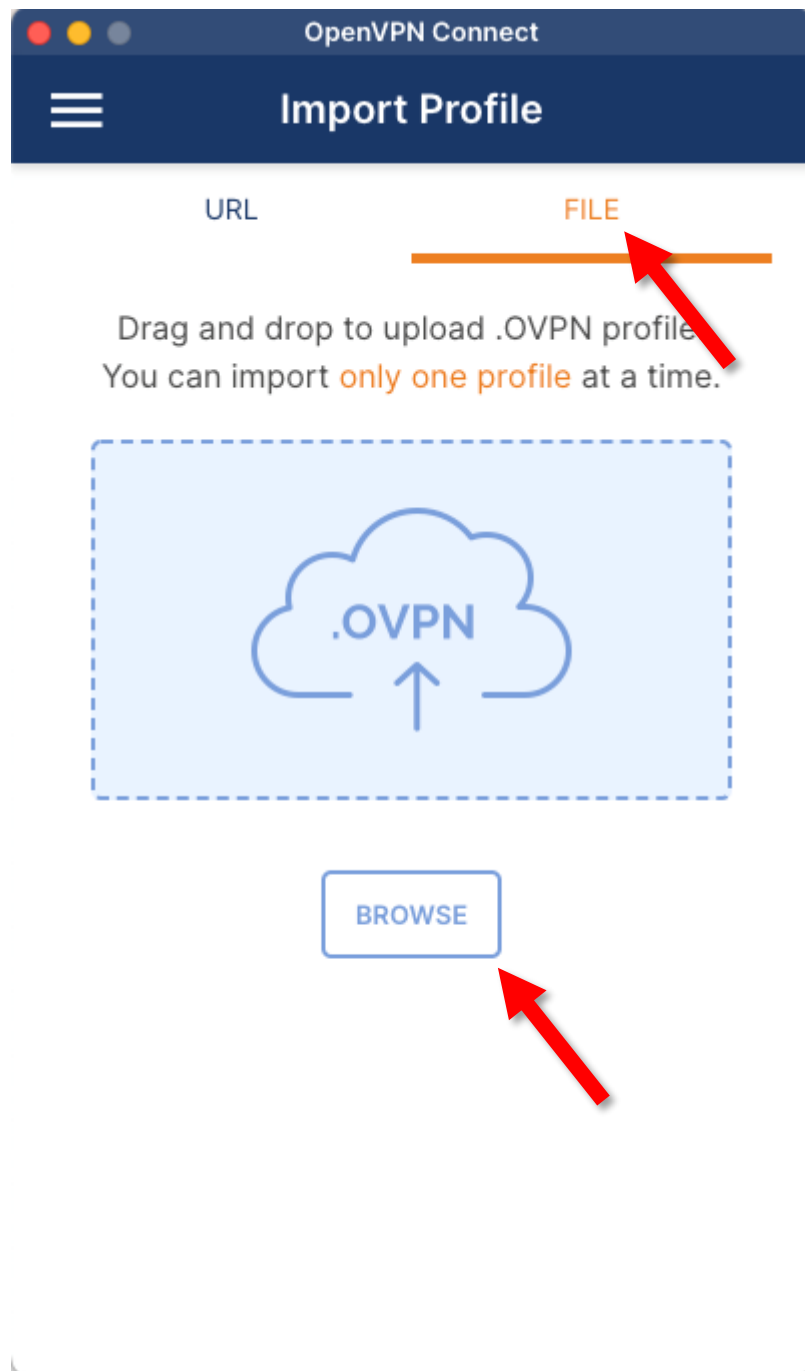 OpenVPN Connect
Import Profile
URL
FILE
Drag and drop to upload .OVPN profile
You can import only one profile at a time.
.OVPN
BROWSE